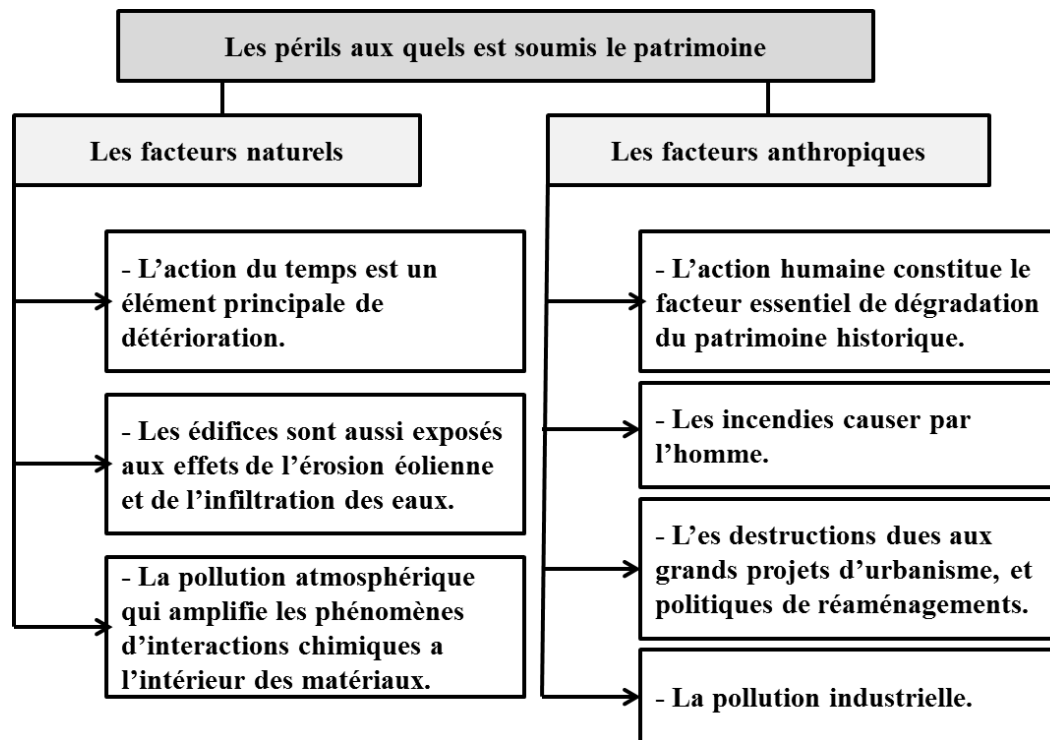 Les périls aux quels est soumis le patrimoine
Les facteurs naturels
- L’action du temps est un
élément principale de
détérioration.
- Les édifices sont aussi exposés
aux effets de l’érosion éolienne
et de l’infiltration des eaux.
- La pollution atmosphérique
qui amplifie les phénomènes
d’interactions chimiques a
l’intérieur des matériaux.
Les facteurs anthropiques
- L’action humaine constitue le
facteur essentiel de dégradation
du patrimoine historique.
- Les incendies causer par
l’homme.
- L’es destructions dues aux
grands projets d’urbanisme, et
politiques de réaménagements.
- La pollution industrielle.